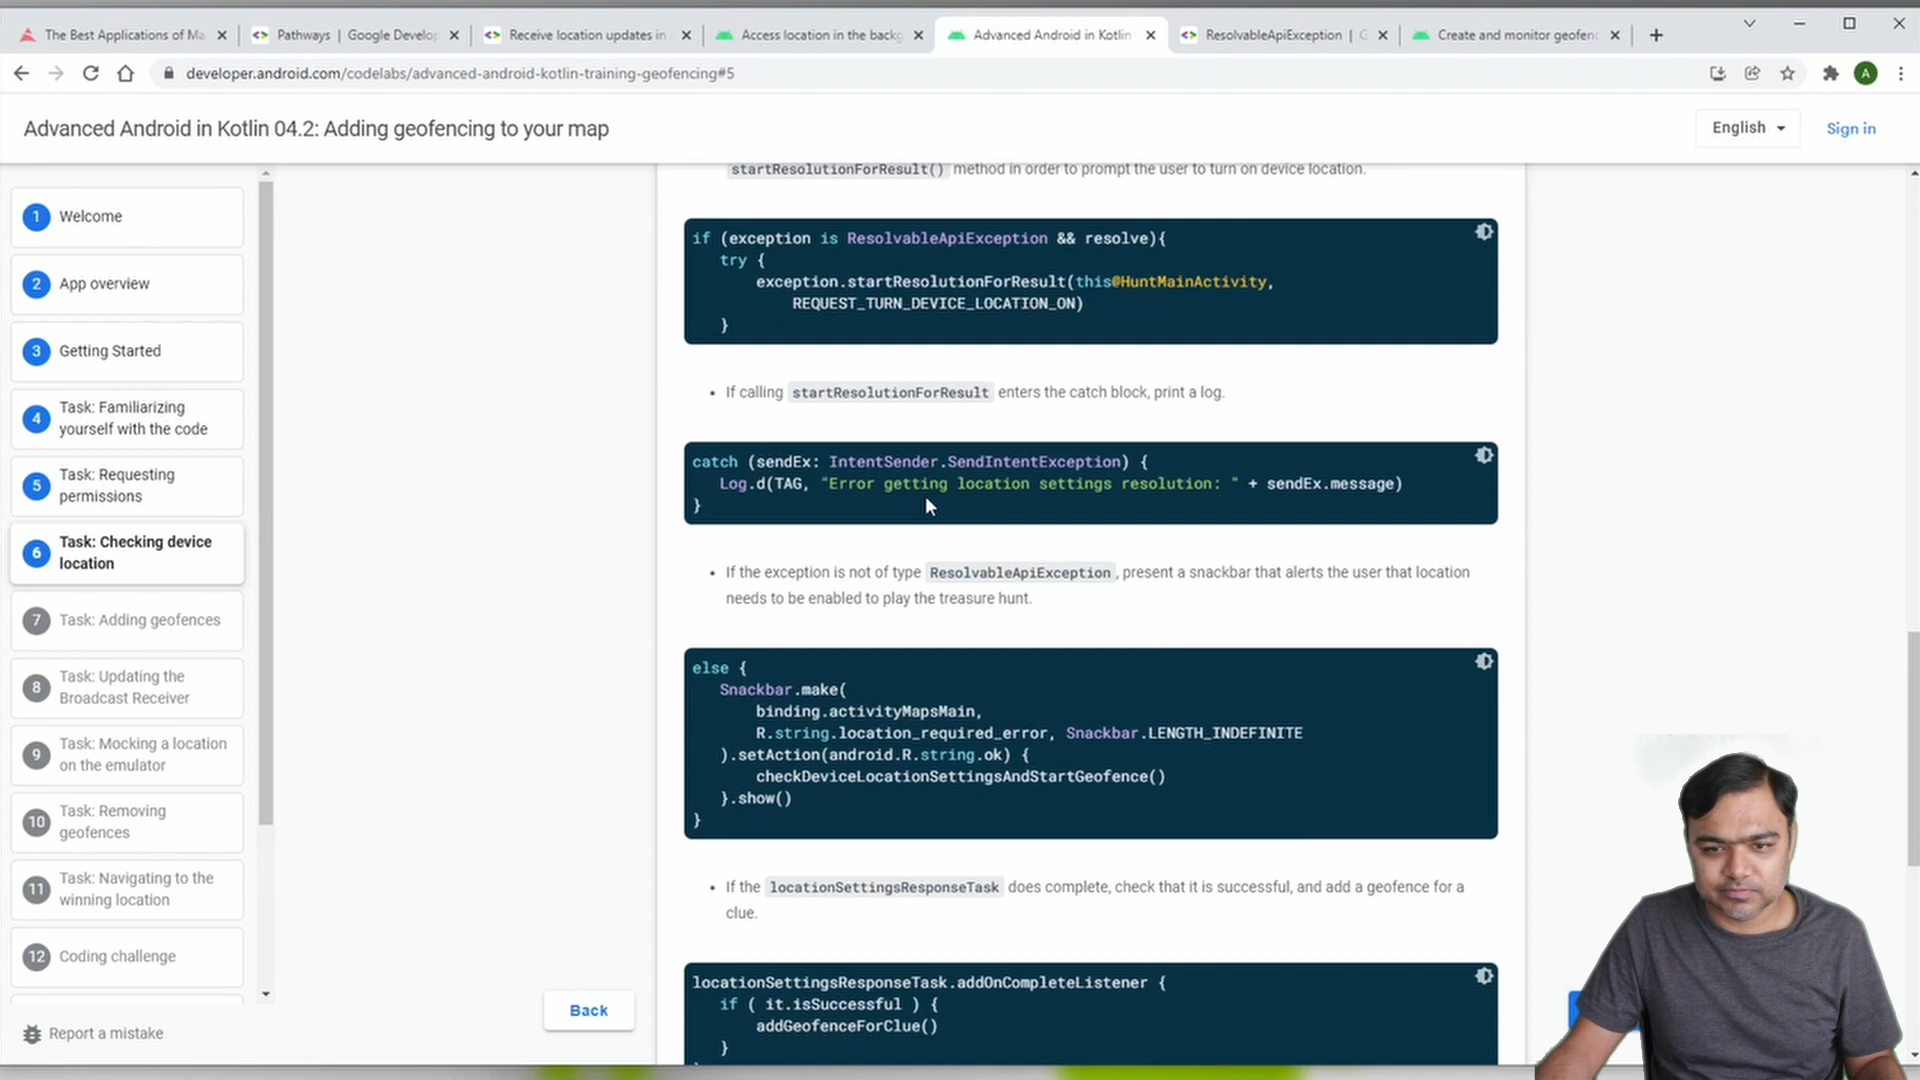 The Best Applications of Ma
Pathways | Google Develop
Receive location updates in
Access location in the backg
Advanced Android in Kotlin
ResolvableApiException | G
Create and monitor geofenc
developer.android.com/codelabs/advanced-android-kotlin-training-geofencing#5
A
Advanced Android in Kotlin 04.2: Adding geofencing to your map
English
Sign in
1 Welcome
2 App overview
3 Getting Started
4 Task: Familiarizing
yourself with the code
5 Task: Requesting
permissions
6 Task: Checking device
location
7 Task: Adding geofences
8 Task: Updating the
Broadcast Receiver
9 Task: Mocking a location
on the emulator
10 Task: Removing
geofences
11 Task: Navigating to the
winning location
12 Coding challenge
Report a mistake
startResolutionForResult() method in order to prompt the user to turn on device location.
if (exception is ResolvableApiException && resolve){
try {
exception.startResolutionForResult(this@HuntMainActivity,
REQUEST_TURN_DEVICE_LOCATION_ON)
}
• If calling startResolutionForResult enters the catch block, print a log.
catch (sendEx: IntentSender.SendIntentException) {
Log.d(TAG, "Error getting location settings resolution: " + sendEx.message)
}
• If the exception is not of type ResolvableApiException, present a snackbar that alerts the user that location
needs to be enabled to play the treasure hunt.
else {
Snackbar.make(
binding.activityMapsMain,
R.string.location_required_error, Snackbar.LENGTH_INDEFINITE
).setAction(android.R.string.ok) {
checkDeviceLocationSettingsAndStartGeofence()
}.show()
}
• If the locationSettingsResponseTask does complete, check that it is successful, and add a geofence for a
clue.
locationSettingsResponseTask.addOnCompleteListener {
if ( it.isSuccessful ) {
addGeofenceForClue()
}
Back